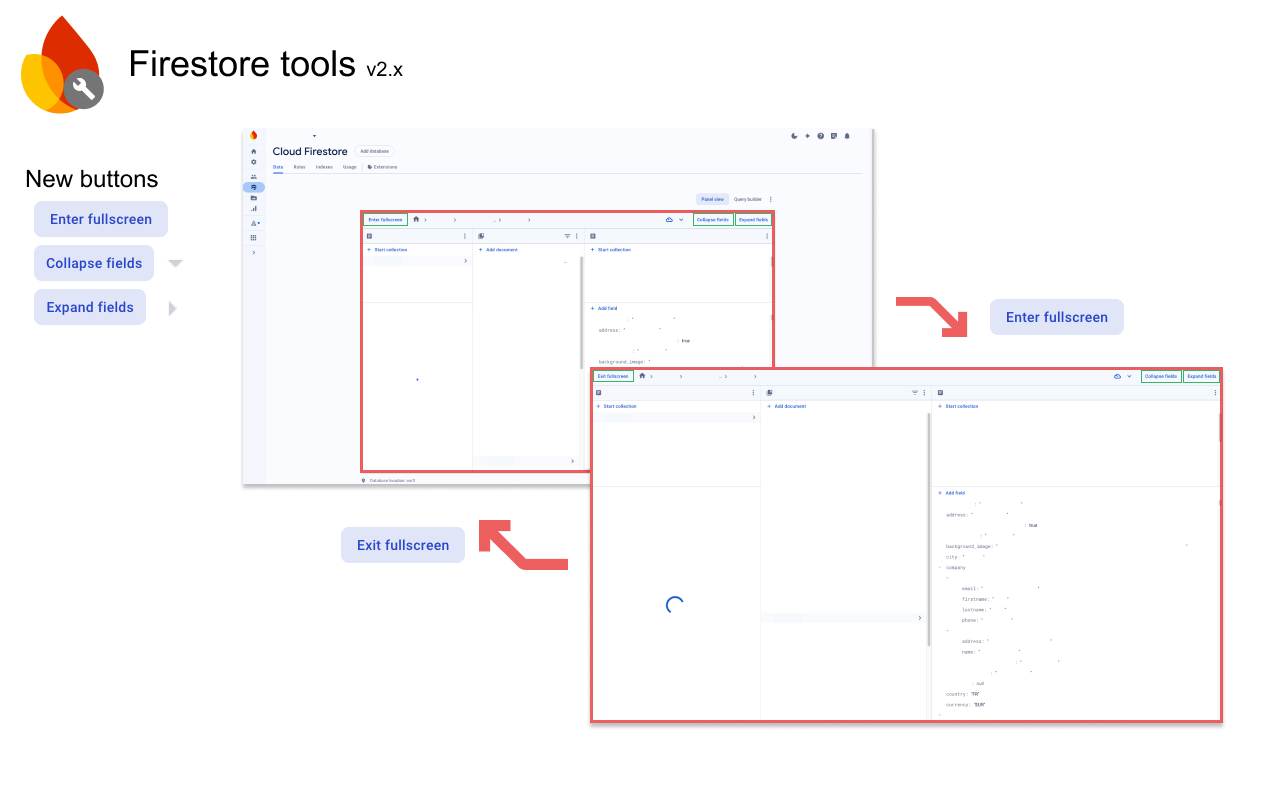 Firestore tools v2.x
New buttons
Enter fullscreen
Collapse fields
Expand fields
Cloud Firestore
Add database
Data Rules Indexes Usage Extensions
Panel view Query builder
Enter fullscreen
Collapse fields Expand fields
Start collection
Add document
Start collection
Add field
: "        "
address: "        "
: true
: "        "
background_image: "
Database location: eur3
Enter fullscreen
Exit fullscreen
Exit fullscreen
Collapse fields Expand fields
Start collection
Add document
Start collection
Add field
: "        "
address: "        "
: true
: "        "
background_image: "        "
city: "        "
company
email: "        "
firstname: "        "
lastname: "        "
phone: "        "
address: "        "
name: "        "
: "        "
: "        "
: null
country: "FR"
currency: "EUR"